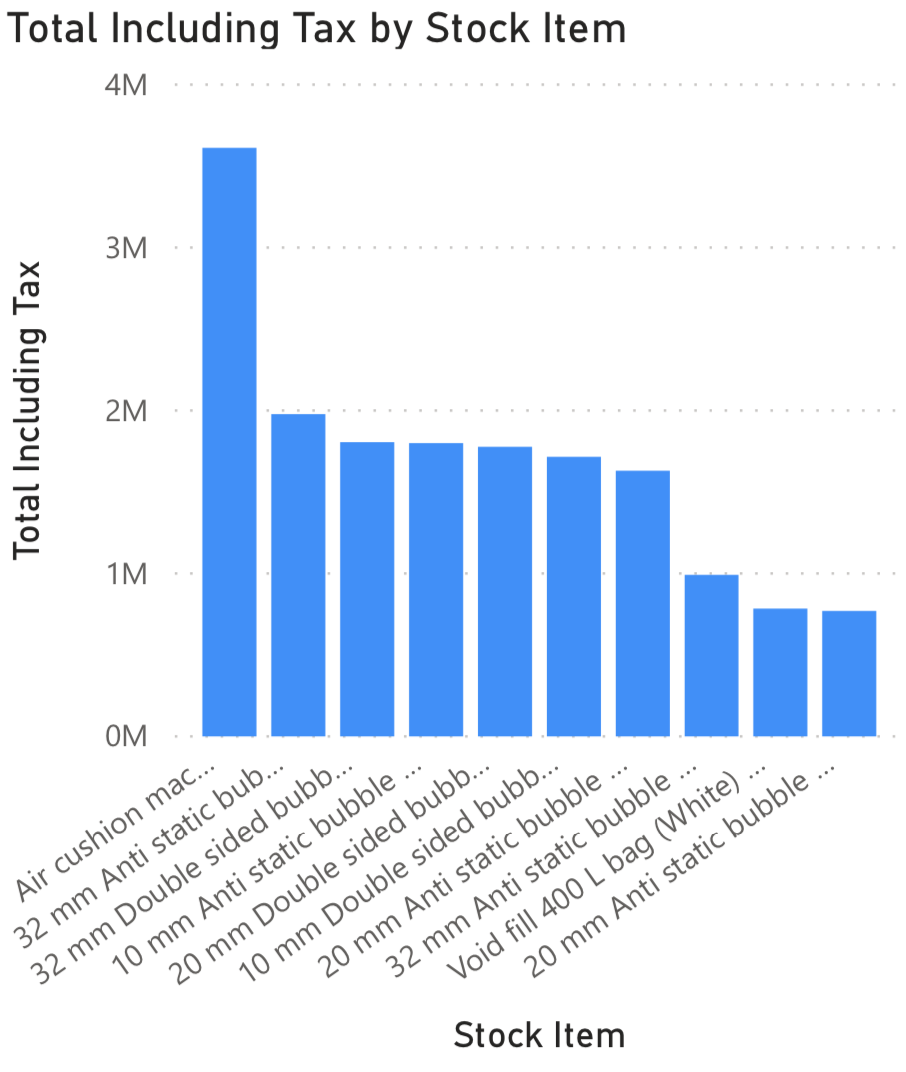 Total Including Tax by Stock Item
4M
3M
2M
1M
0M
Total Including Tax
Air cushion mac...
32 mm Anti static bub...
32 mm Double sided bubb...
10 mm Anti static bubble ...
20 mm Double sided bubb...
10 mm Double sided bubb...
20 mm Anti static bubble ...
32 mm Anti static bubble ...
Void fill 400 L bag (White) ...
20 mm Anti static bubble ...
Stock Item